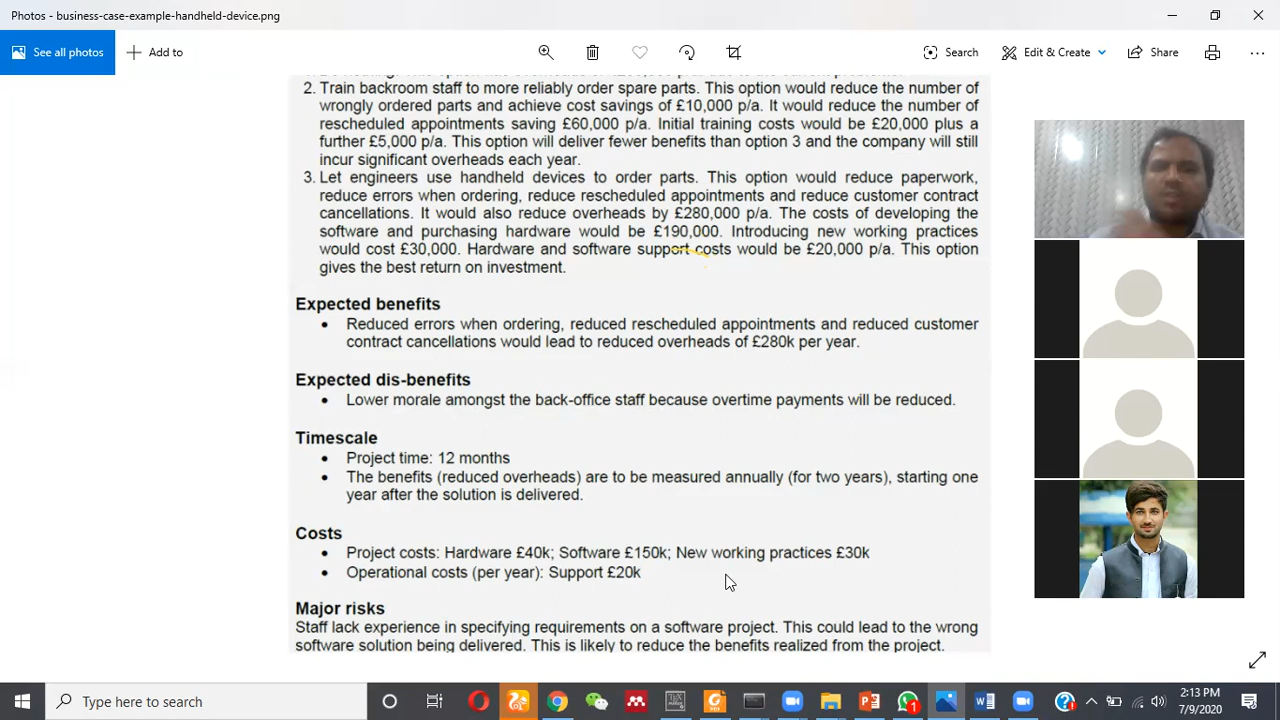 Photos - business-case-example-handheld-device.png
See all photos
Add to
Search
Edit & Create
Share
2. Train backroom staff to more reliably order spare parts. This option would reduce the number of
wrongly ordered parts and achieve cost savings of £10,000 p/a. It would reduce the number of
rescheduled appointments saving £60,000 p/a. Initial training costs would be £20,000 plus a
further £5,000 p/a. This option will deliver fewer benefits than option 3 and the company will still
incur significant overheads each year.
3. Let engineers use handheld devices to order parts. This option would reduce paperwork,
reduce errors when ordering, reduce rescheduled appointments and reduce customer contract
cancellations. It would also reduce overheads by £280,000 p/a. The costs of developing the
software and purchasing hardware would be £190,000. Introducing new working practices
would cost £30,000. Hardware and software support costs would be £20,000 p/a. This option
gives the best return on investment.
Expected benefits
• Reduced errors when ordering, reduced rescheduled appointments and reduced customer
contract cancellations would lead to reduced overheads of £280k per year.
Expected dis-benefits
• Lower morale amongst the back-office staff because overtime payments will be reduced.
Timescale
• Project time: 12 months
• The benefits (reduced overheads) are to be measured annually (for two years), starting one
year after the solution is delivered.
Costs
• Project costs: Hardware £40k; Software £150k; New working practices £30k
• Operational costs (per year): Support £20k
Major risks
Staff lack experience in specifying requirements on a software project. This could lead to the wrong
software solution being delivered. This is likely to reduce the benefits realized from the project.
Type here to search
2:13 PM
7/9/2020